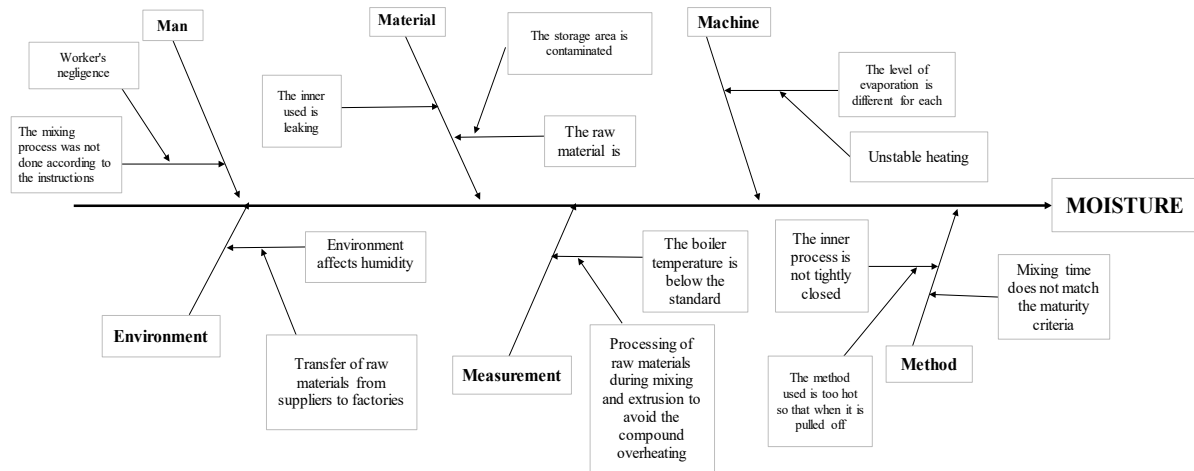 Man
Material
Machine
Worker's
negligence
The mixing
process was not
done according to
the instructions
The inner
used is
leaking
The storage area is
contaminated
The raw
material is
The level of
evaporation is
different for each
Unstable heating
MOISTURE
Environment
affects humidity
Environment
Transfer of raw
materials from
suppliers to factories
The boiler
temperature is
below the
standard
Measurement
Processing of
raw materials
during mixing
and extrusion to
avoid the
compound
overheating
The inner
process is
not tightly
closed
Mixing time
does not match
the maturity
criteria
Method
The method
used is too hot
so that when it is
pulled off